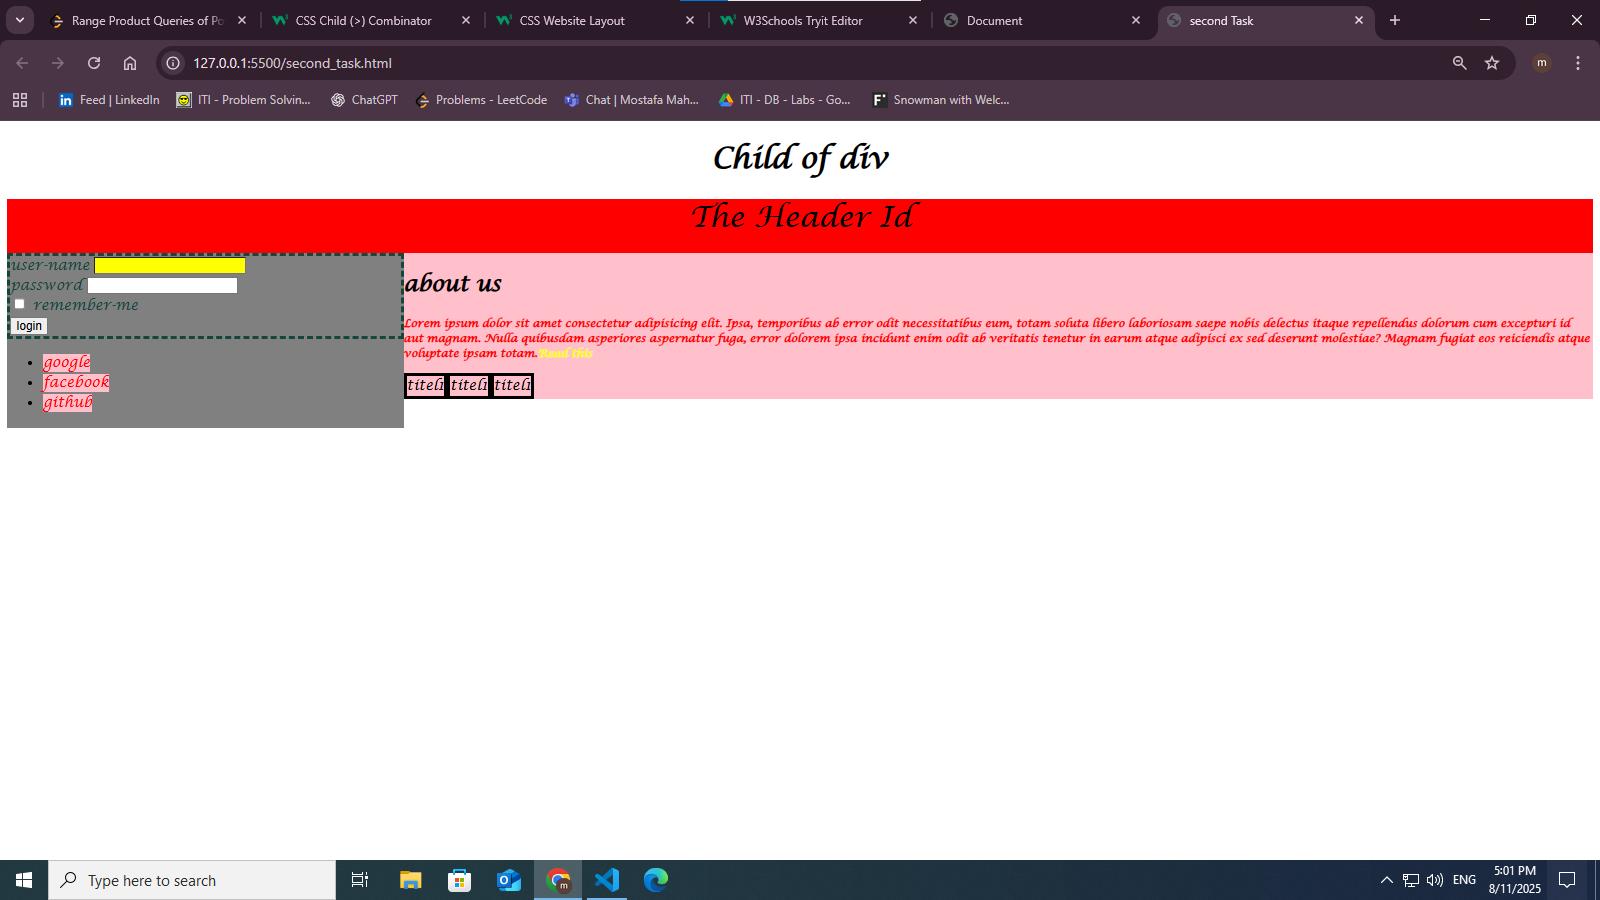 Range Product Queries of Po
CSS Child (>) Combinator
CSS Website Layout
W3Schools Tryit Editor
Document
second Task
127.0.0.1:5500/second_task.html
m
Feed | LinkedIn
ITI - Problem Solvin...
ChatGPT
Problems - LeetCode
Chat | Mostafa Mah...
ITI - DB - Labs - Go...
Snowman with Welc...
Child of div
The Header Id
user-name
password
remember-me
login
google
facebook
github
about us
Lorem ipsum dolor sit amet consectetur adipisicing elit. Ipsa, temporibus ab error odit necessitatibus eum, totam soluta libero laboriosam saepe nobis delectus itaque repellendus dolorum cum excepturi id
aut magnam. Nulla quibusdam asperiores aspernatur fuga, error dolorem ipsa incidunt enim odit ab veritatis tenetur in earum atque adipisci ex sed deserunt molestiae? Magnam fugiat eos reiciendis atque
voluptate ipsam totam.Read this
titel1 titel1 titel1
Type here to search
ENG
5:01 PM
8/11/2025